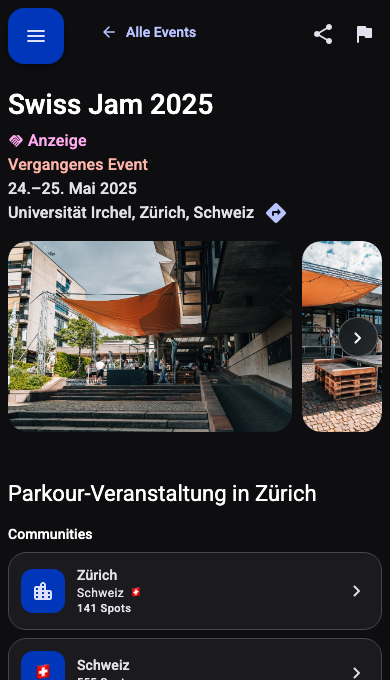 Alle Events
Swiss Jam 2025
Anzeige
Vergangenes Event
24.–25. Mai 2025
Universität Irchel, Zürich, Schweiz
Parkour-Veranstaltung in Zürich
Communities
Zürich
Schweiz
141 Spots
Schweiz